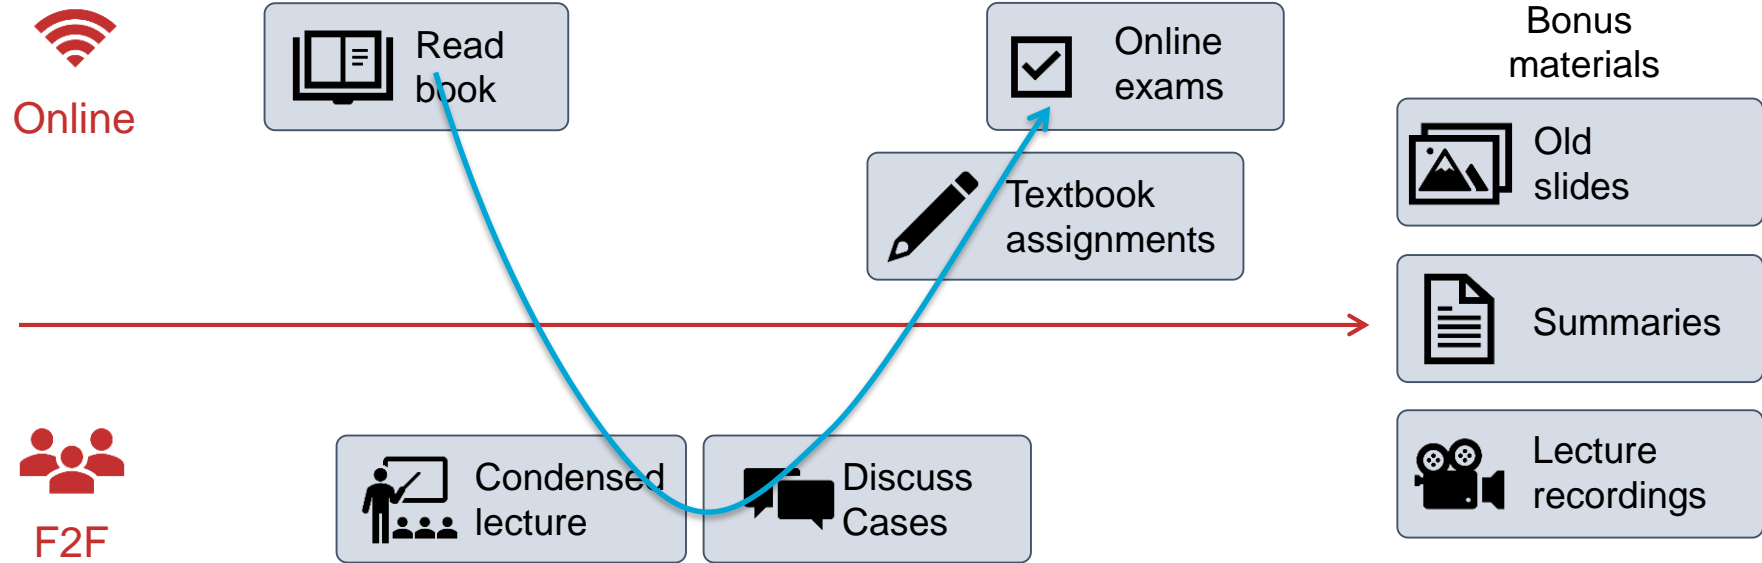 Online
Read
book
Online
exams
Textbook
assignments
Bonus
materials
Old
slides
Summaries
Lecture
recordings
F2F
Condensed
lecture
Discuss
Cases